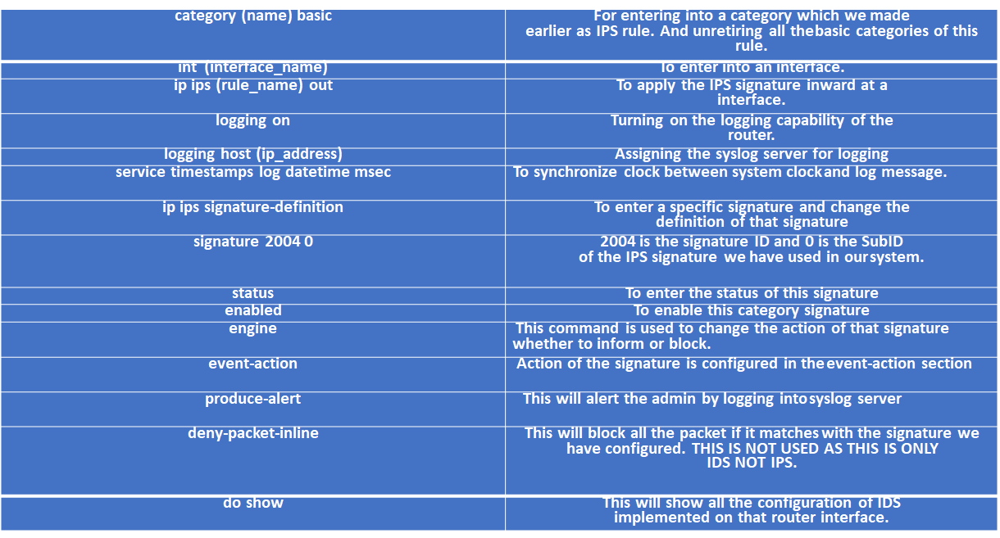 category (name) basic
For entering into a category which we made
earlier as IPS rule. And unretiring all thebasic categories of this
rule.
int (interface_name)
To enter into an interface.
ip ips (rule_name) out
To apply the IPS signature inward at a
interface.
logging on
Turning on the logging capability of the
router.
logging host (ip_address)
Assigning the syslog server for logging
service timestamps log datetime msec
To synchronize clock between system clockand log message.
ip ips signature-definition
To enter a specific signature and change the
definition of that signature
signature 2004 0
2004 is the signature ID and 0 is the SubID
of the IPS signature we have used in oursystem.
status
To enter the status of this signature
enabled
To enable this category signature
engine
This command is used to change the action of that signature
whether to inform or block.
event-action
Action of the signature is configured in theevent-action section
produce-alert
This will alert the admin by logging intosyslog server
deny-packet-inline
This will block all the packet if it matches with the signature we
have configured. THIS IS NOT USED AS THIS IS ONLY
IDS NOT IPS.
do show
This will show all the configuration of IDS
implemented on that router interface.